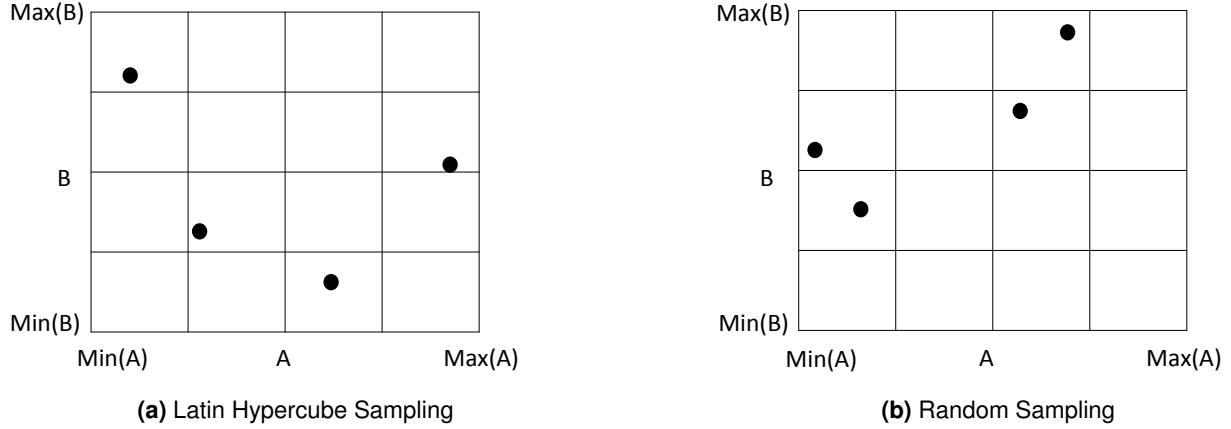 Max(B)
B
Min(B)
Min(A) A Max(A)
(a) Latin Hypercube Sampling
Max(B)
B
Min(B)
Min(A) A Max(A)
(b) Random Sampling